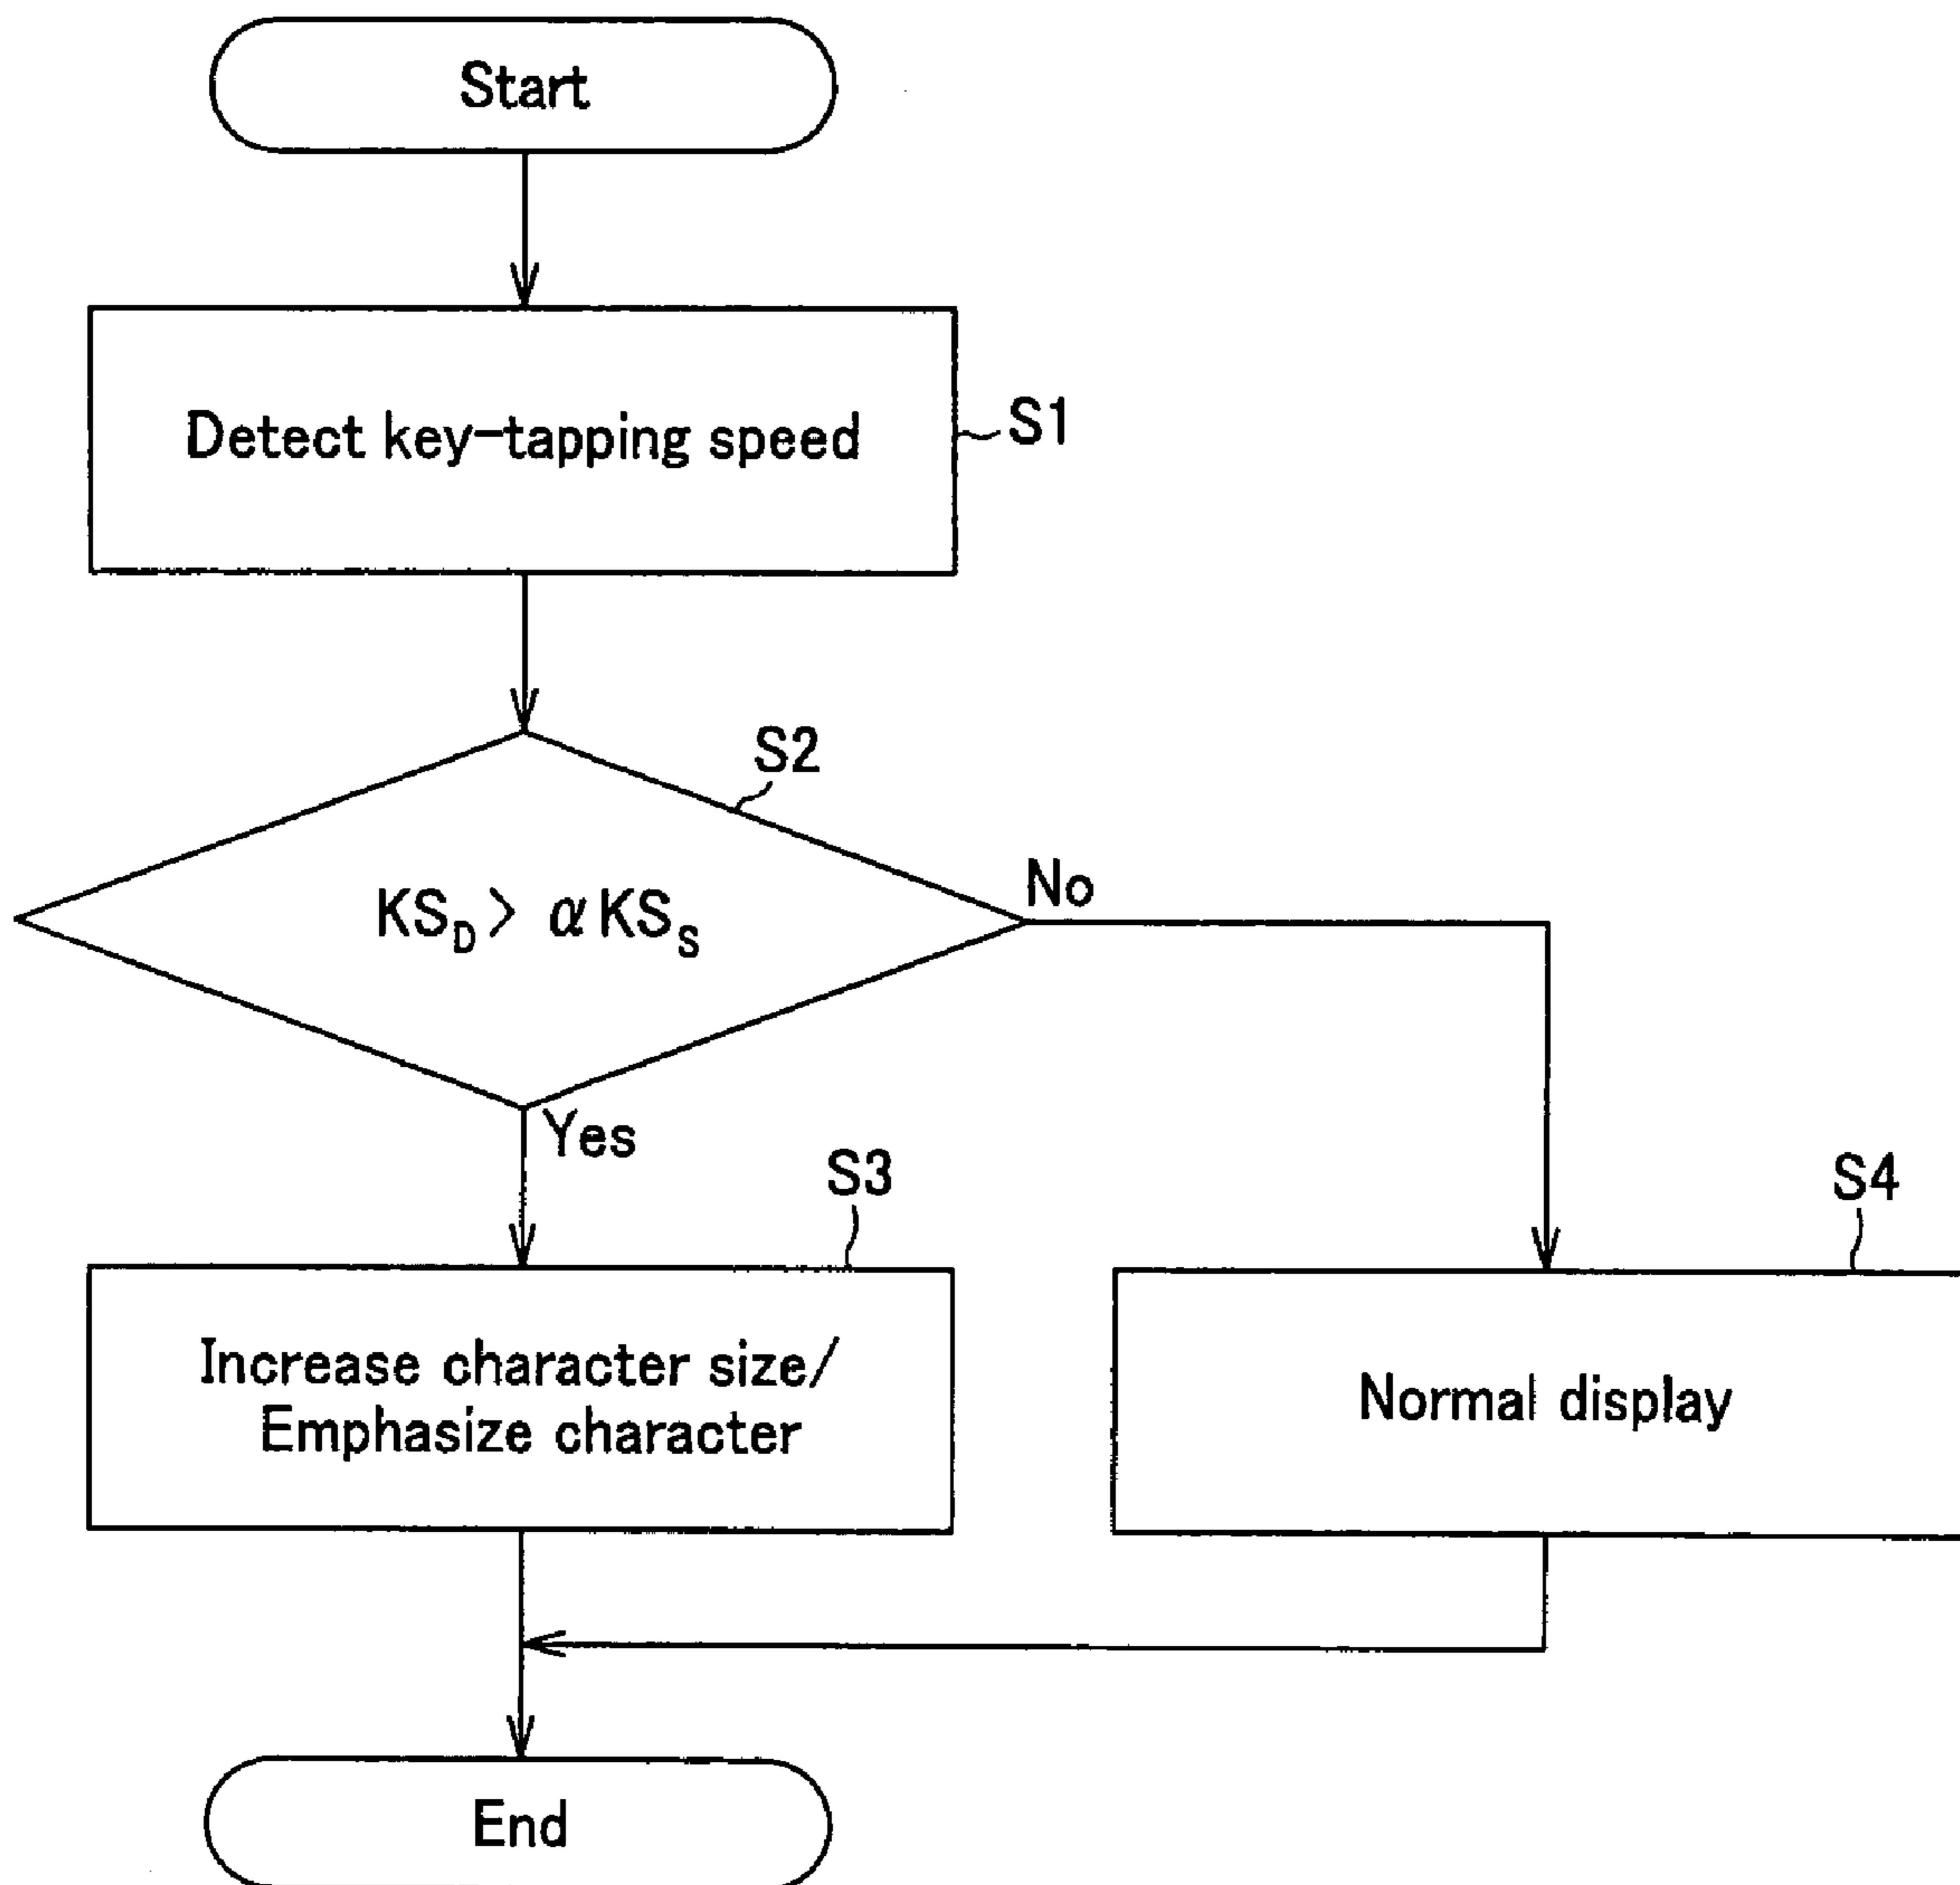 Start
Detect key-tapping speed
S1
S2
KS_D > α KS_S
No
Yes
S3
S4
Increase character size/
Emphasize character
Normal display
End